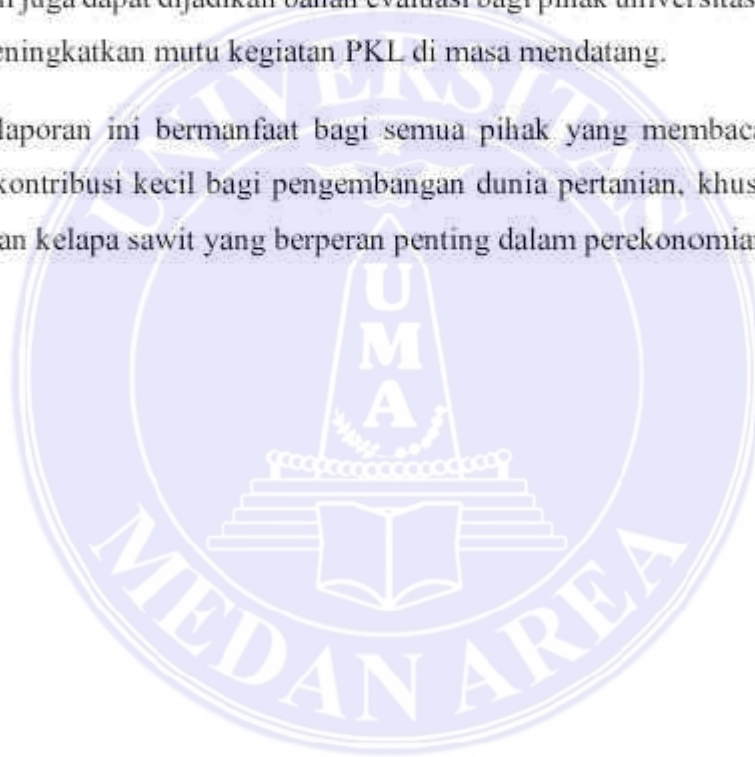 juga dapat dijadikan bahan evaluasi bagi pihak universitas
eningkatkan mutu kegiatan PKL di masa mendatang.
laporan ini bermanfaat bagi semua pihak yang membaca
kontribusi kecil bagi pengembangan dunia pertanian, khus
an kelapa sawit yang berperan penting dalam perekonomian
UNIVERSITAS
UMA
MEDAN AREA